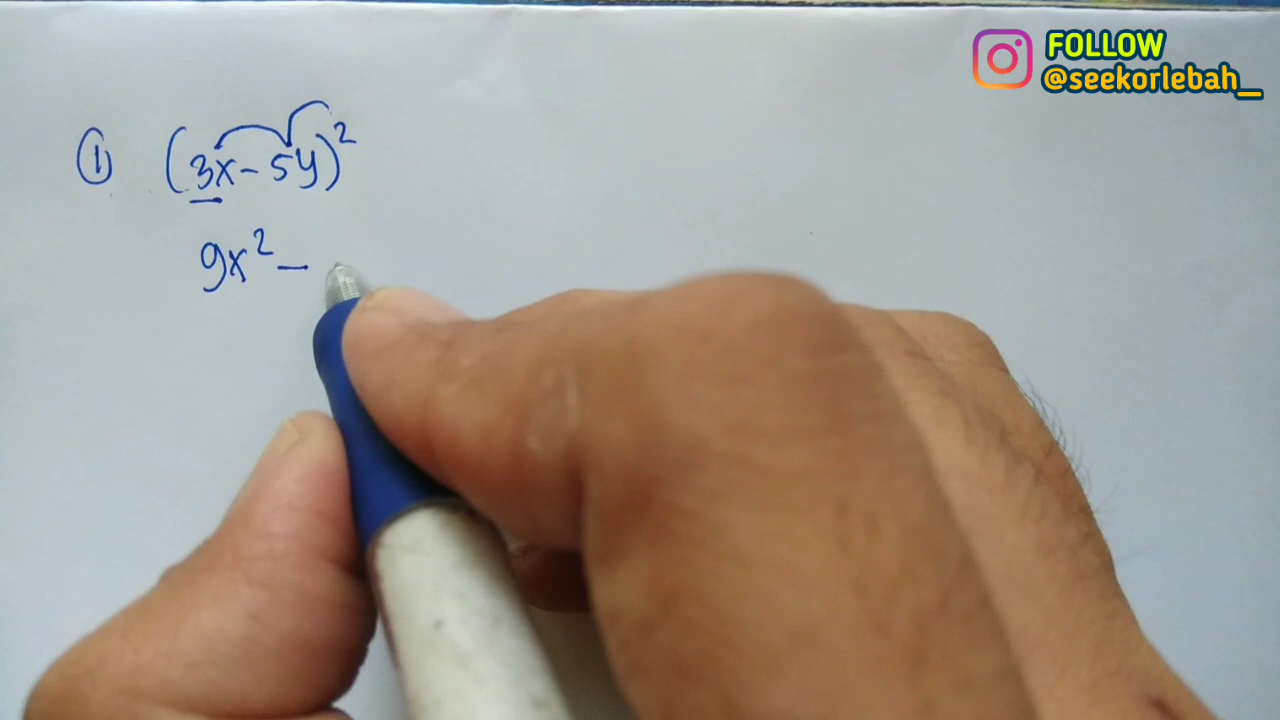 FOLLOW
@seekorlebah_
① (3x-5y)²
9x² -